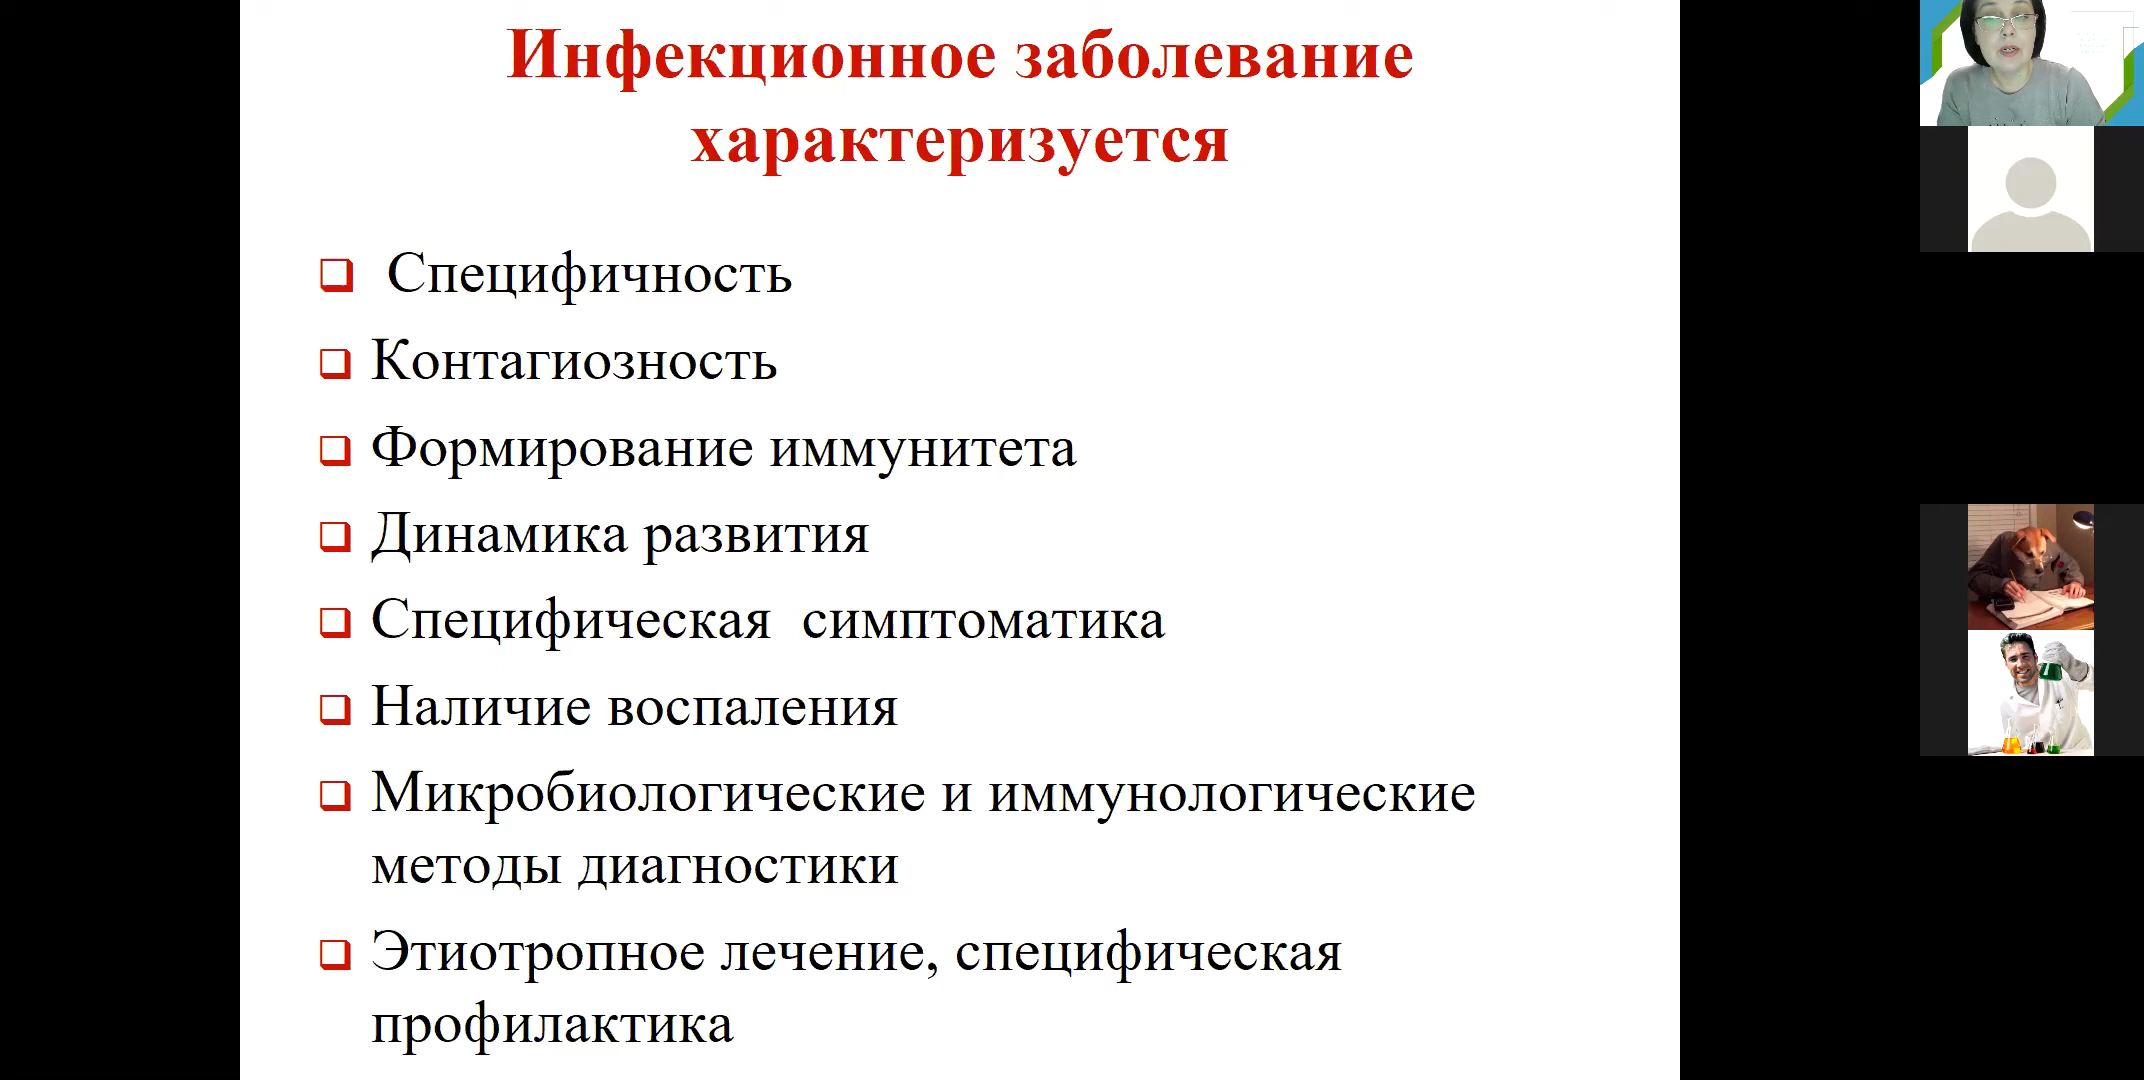 Инфекционное заболевание
характеризуется
Специфичность
Контагиозность
Формирование иммунитета
Динамика развития
Специфическая симптоматика
Наличие воспаления
Микробиологические и иммунологические
методы диагностики
Этиотропное лечение, специфическая
профилактика